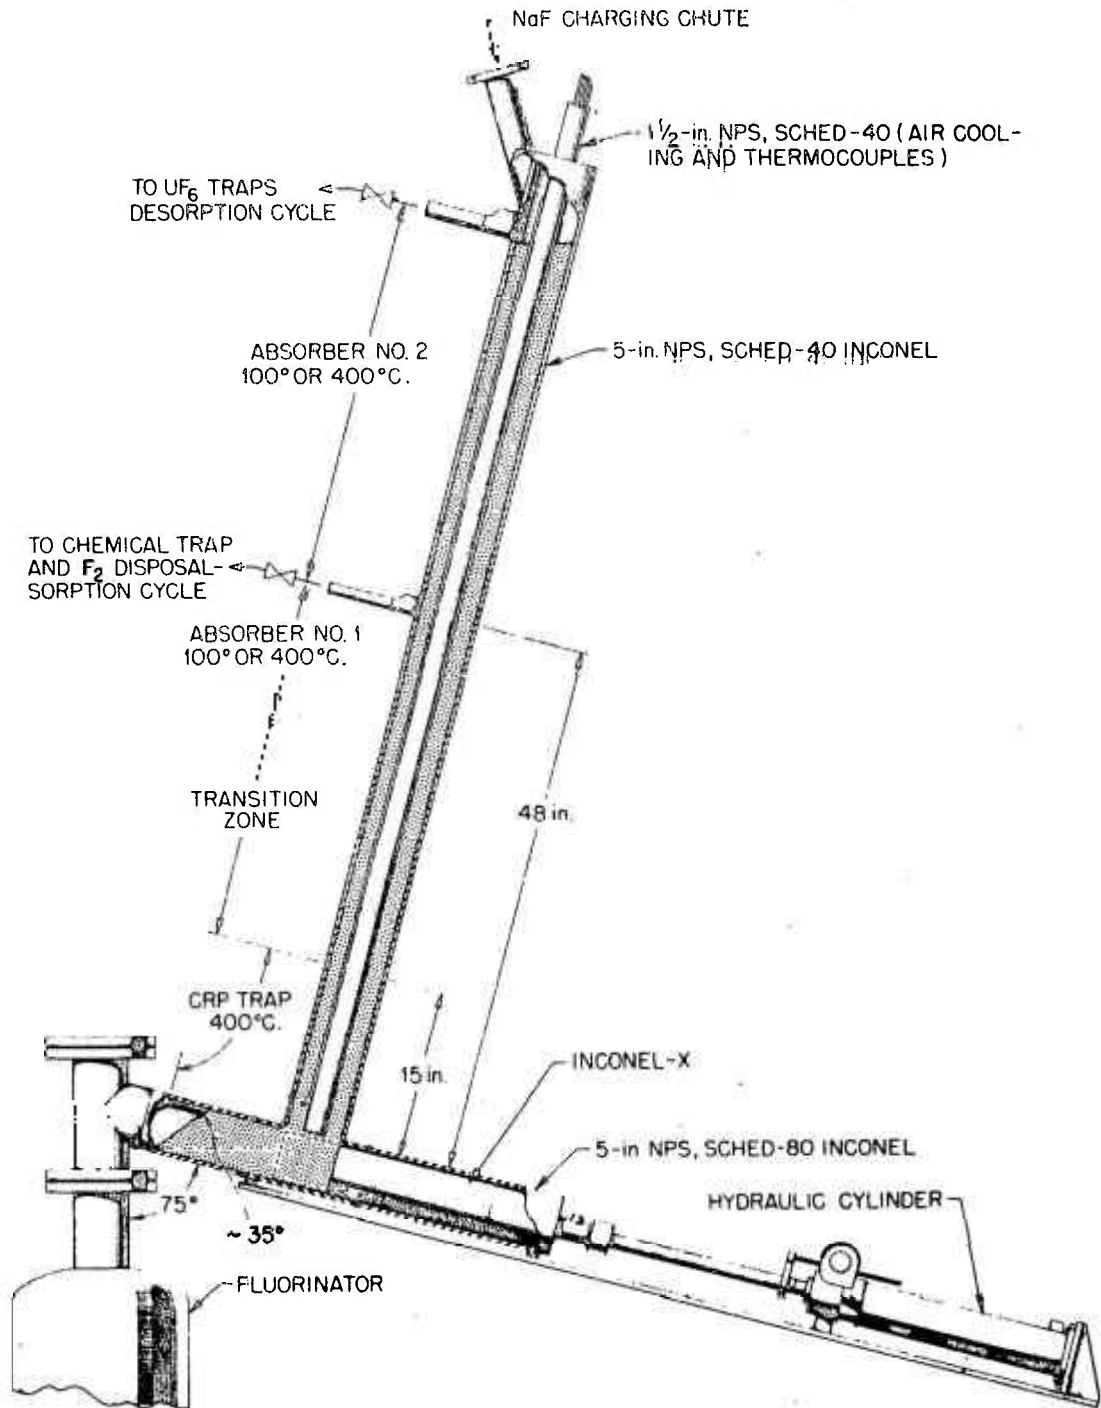 NaF CHARGING CHUTE
1½-in. NPS, SCHED-40 (AIR COOL-
ING AND THERMOCOUPLES)
TO UF6 TRAPS
DESORPTION CYCLE
ABSORBER NO. 2
100° OR 400°C.
5-in. NPS, SCHED-40 INCONEL
TO CHEMICAL TRAP
AND F2 DISPOSAL-
SORPTION CYCLE
ABSORBER NO. 1
100° OR 400°C.
TRANSITION
ZONE
48 in.
CRP TRAP
400°C.
15 in.
INCONEL-X
5-in NPS, SCHED-80 INCONEL
HYDRAULIC CYLINDER
75°
~35°
FLUORINATOR